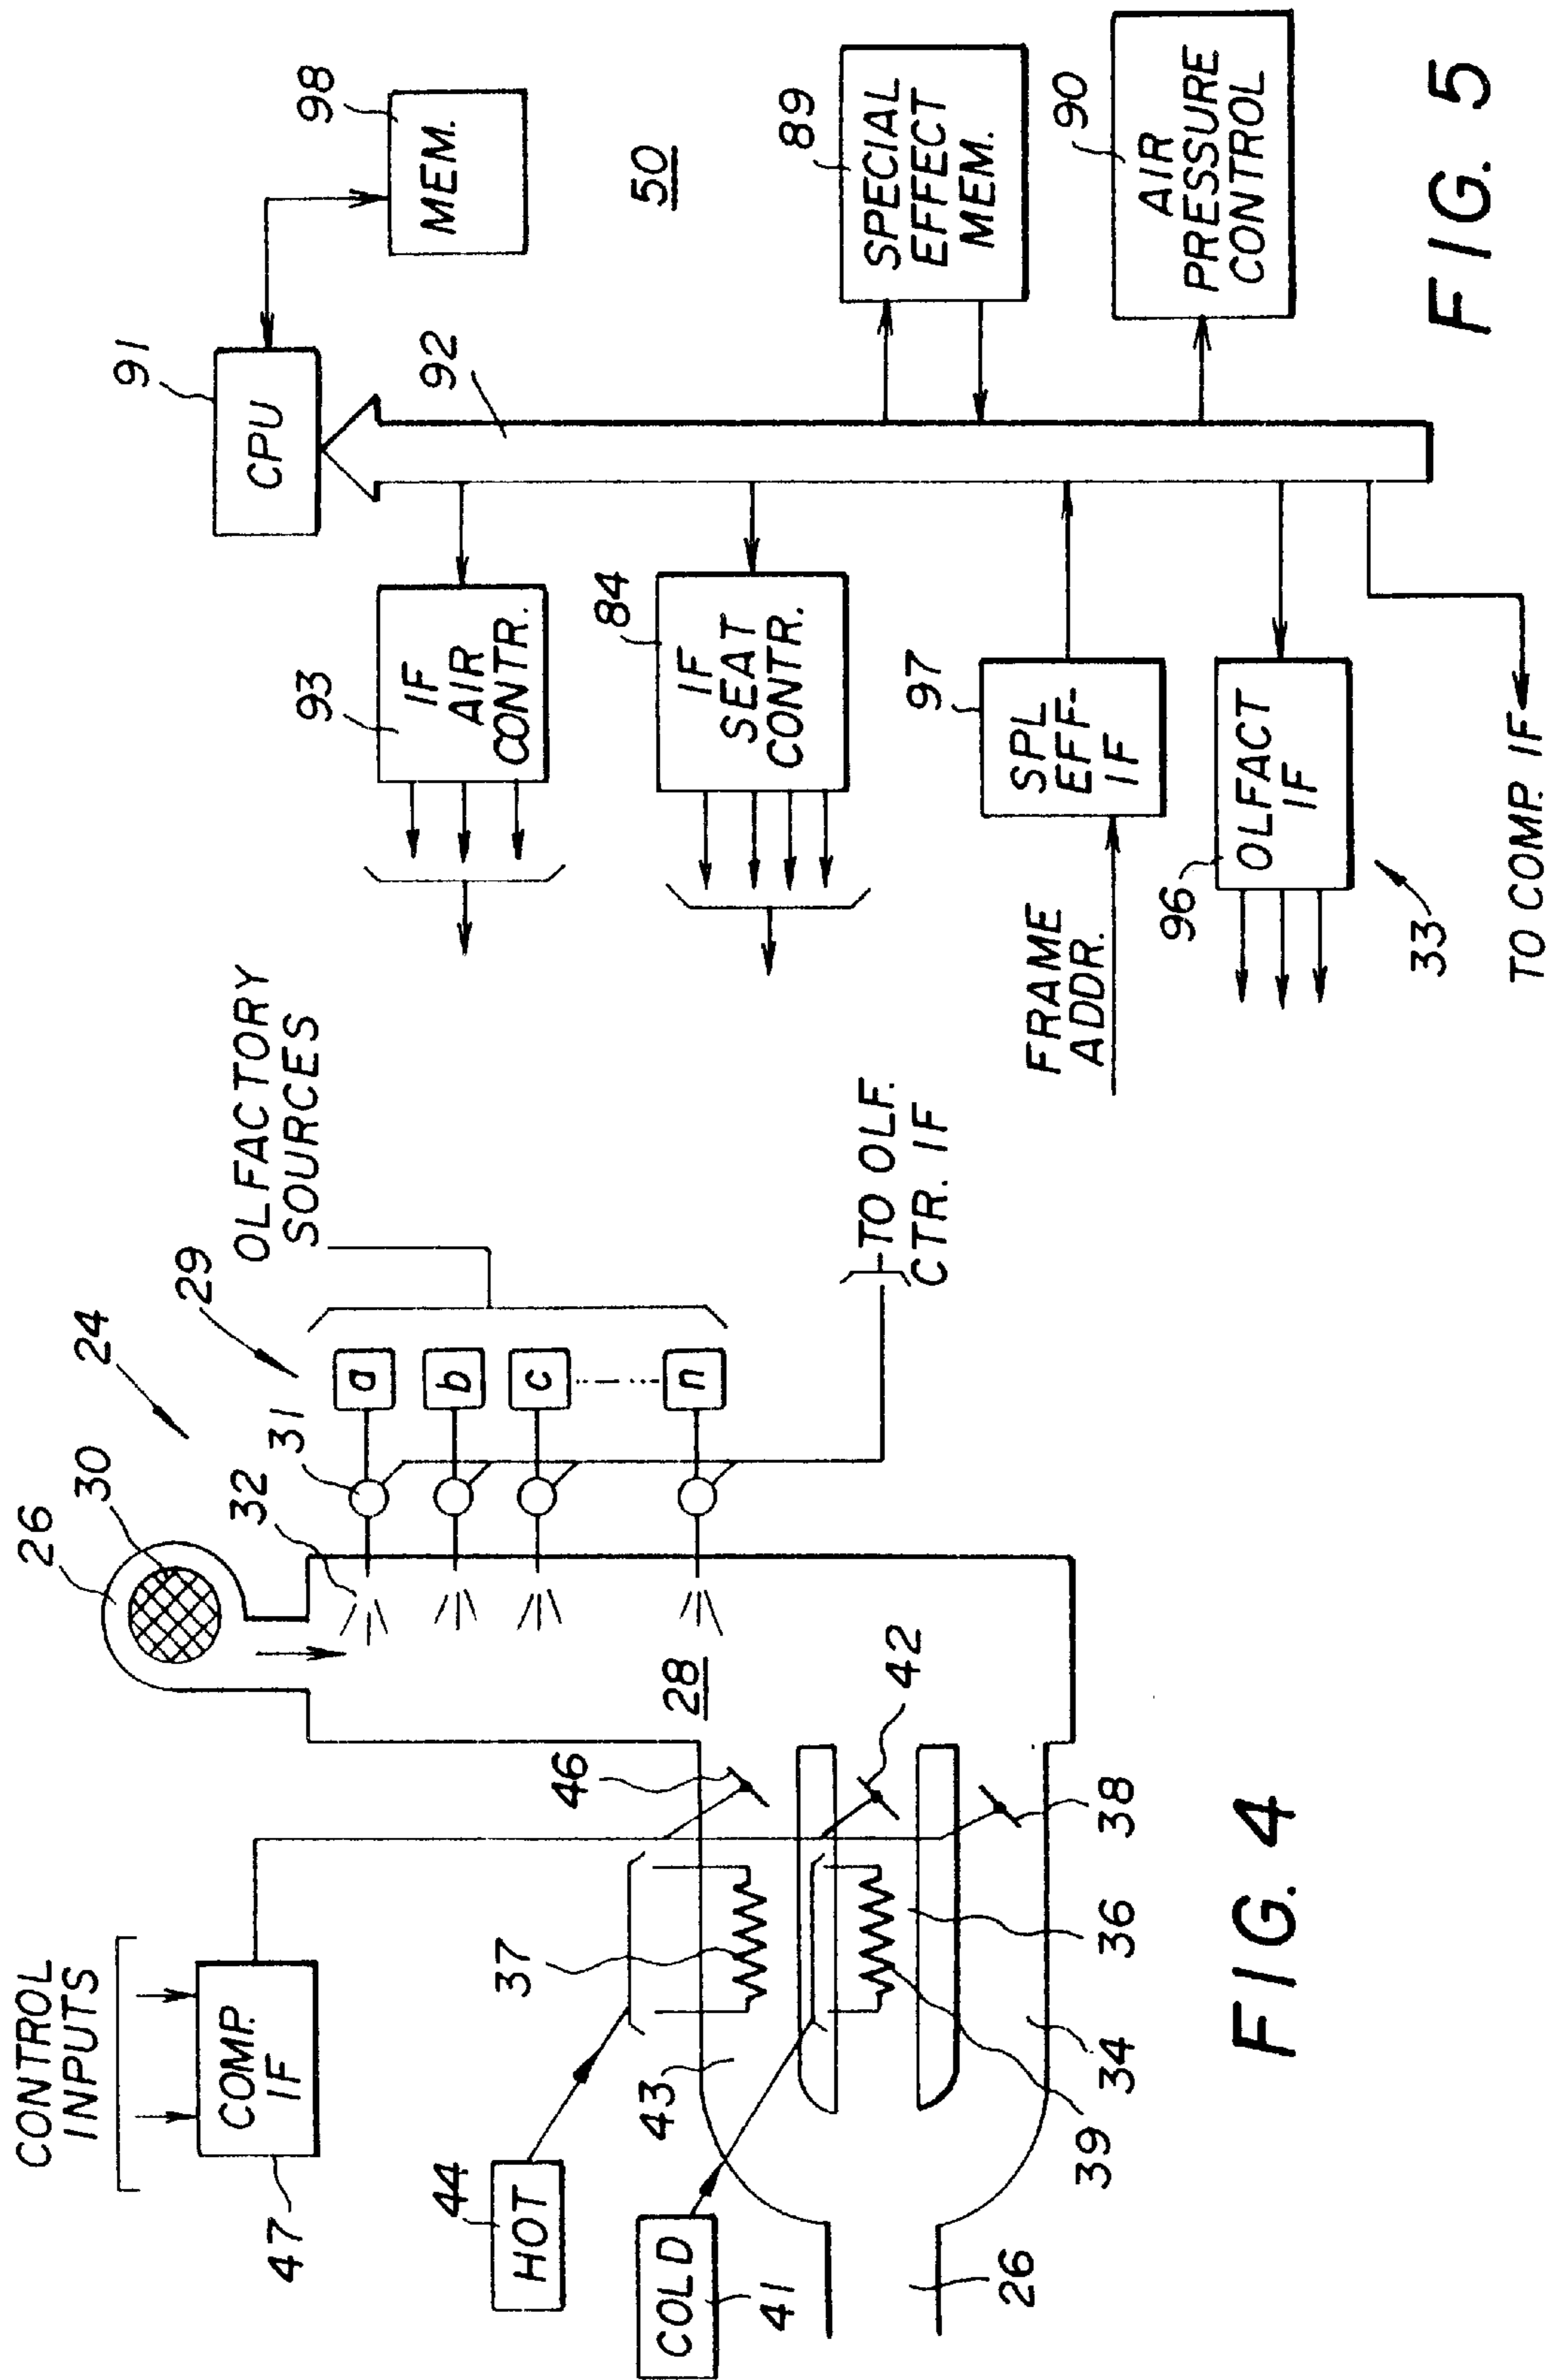 CONTROL
INPUTS
COMP.
IF
47
44
HOT
COLD
41
26
37
43
46
39
34
36
38
42
28
26
30
24
29
32
31
a
b
c
n
OLFACTORY
SOURCES
TO OLF.
CTR. IF
FIG. 4
91
CPU
98
MEM.
92
50
93
IF
AIR
CONTR.
84
IF
SEAT
CONTR.
89
SPECIAL
EFFECT
MEM.
90
AIR
PRESSURE
CONTROL
97
SPL
EFF-
IF
FRAME
ADDR.
96
OLFACT
IF
33
TO COMP. IF
FIG. 5